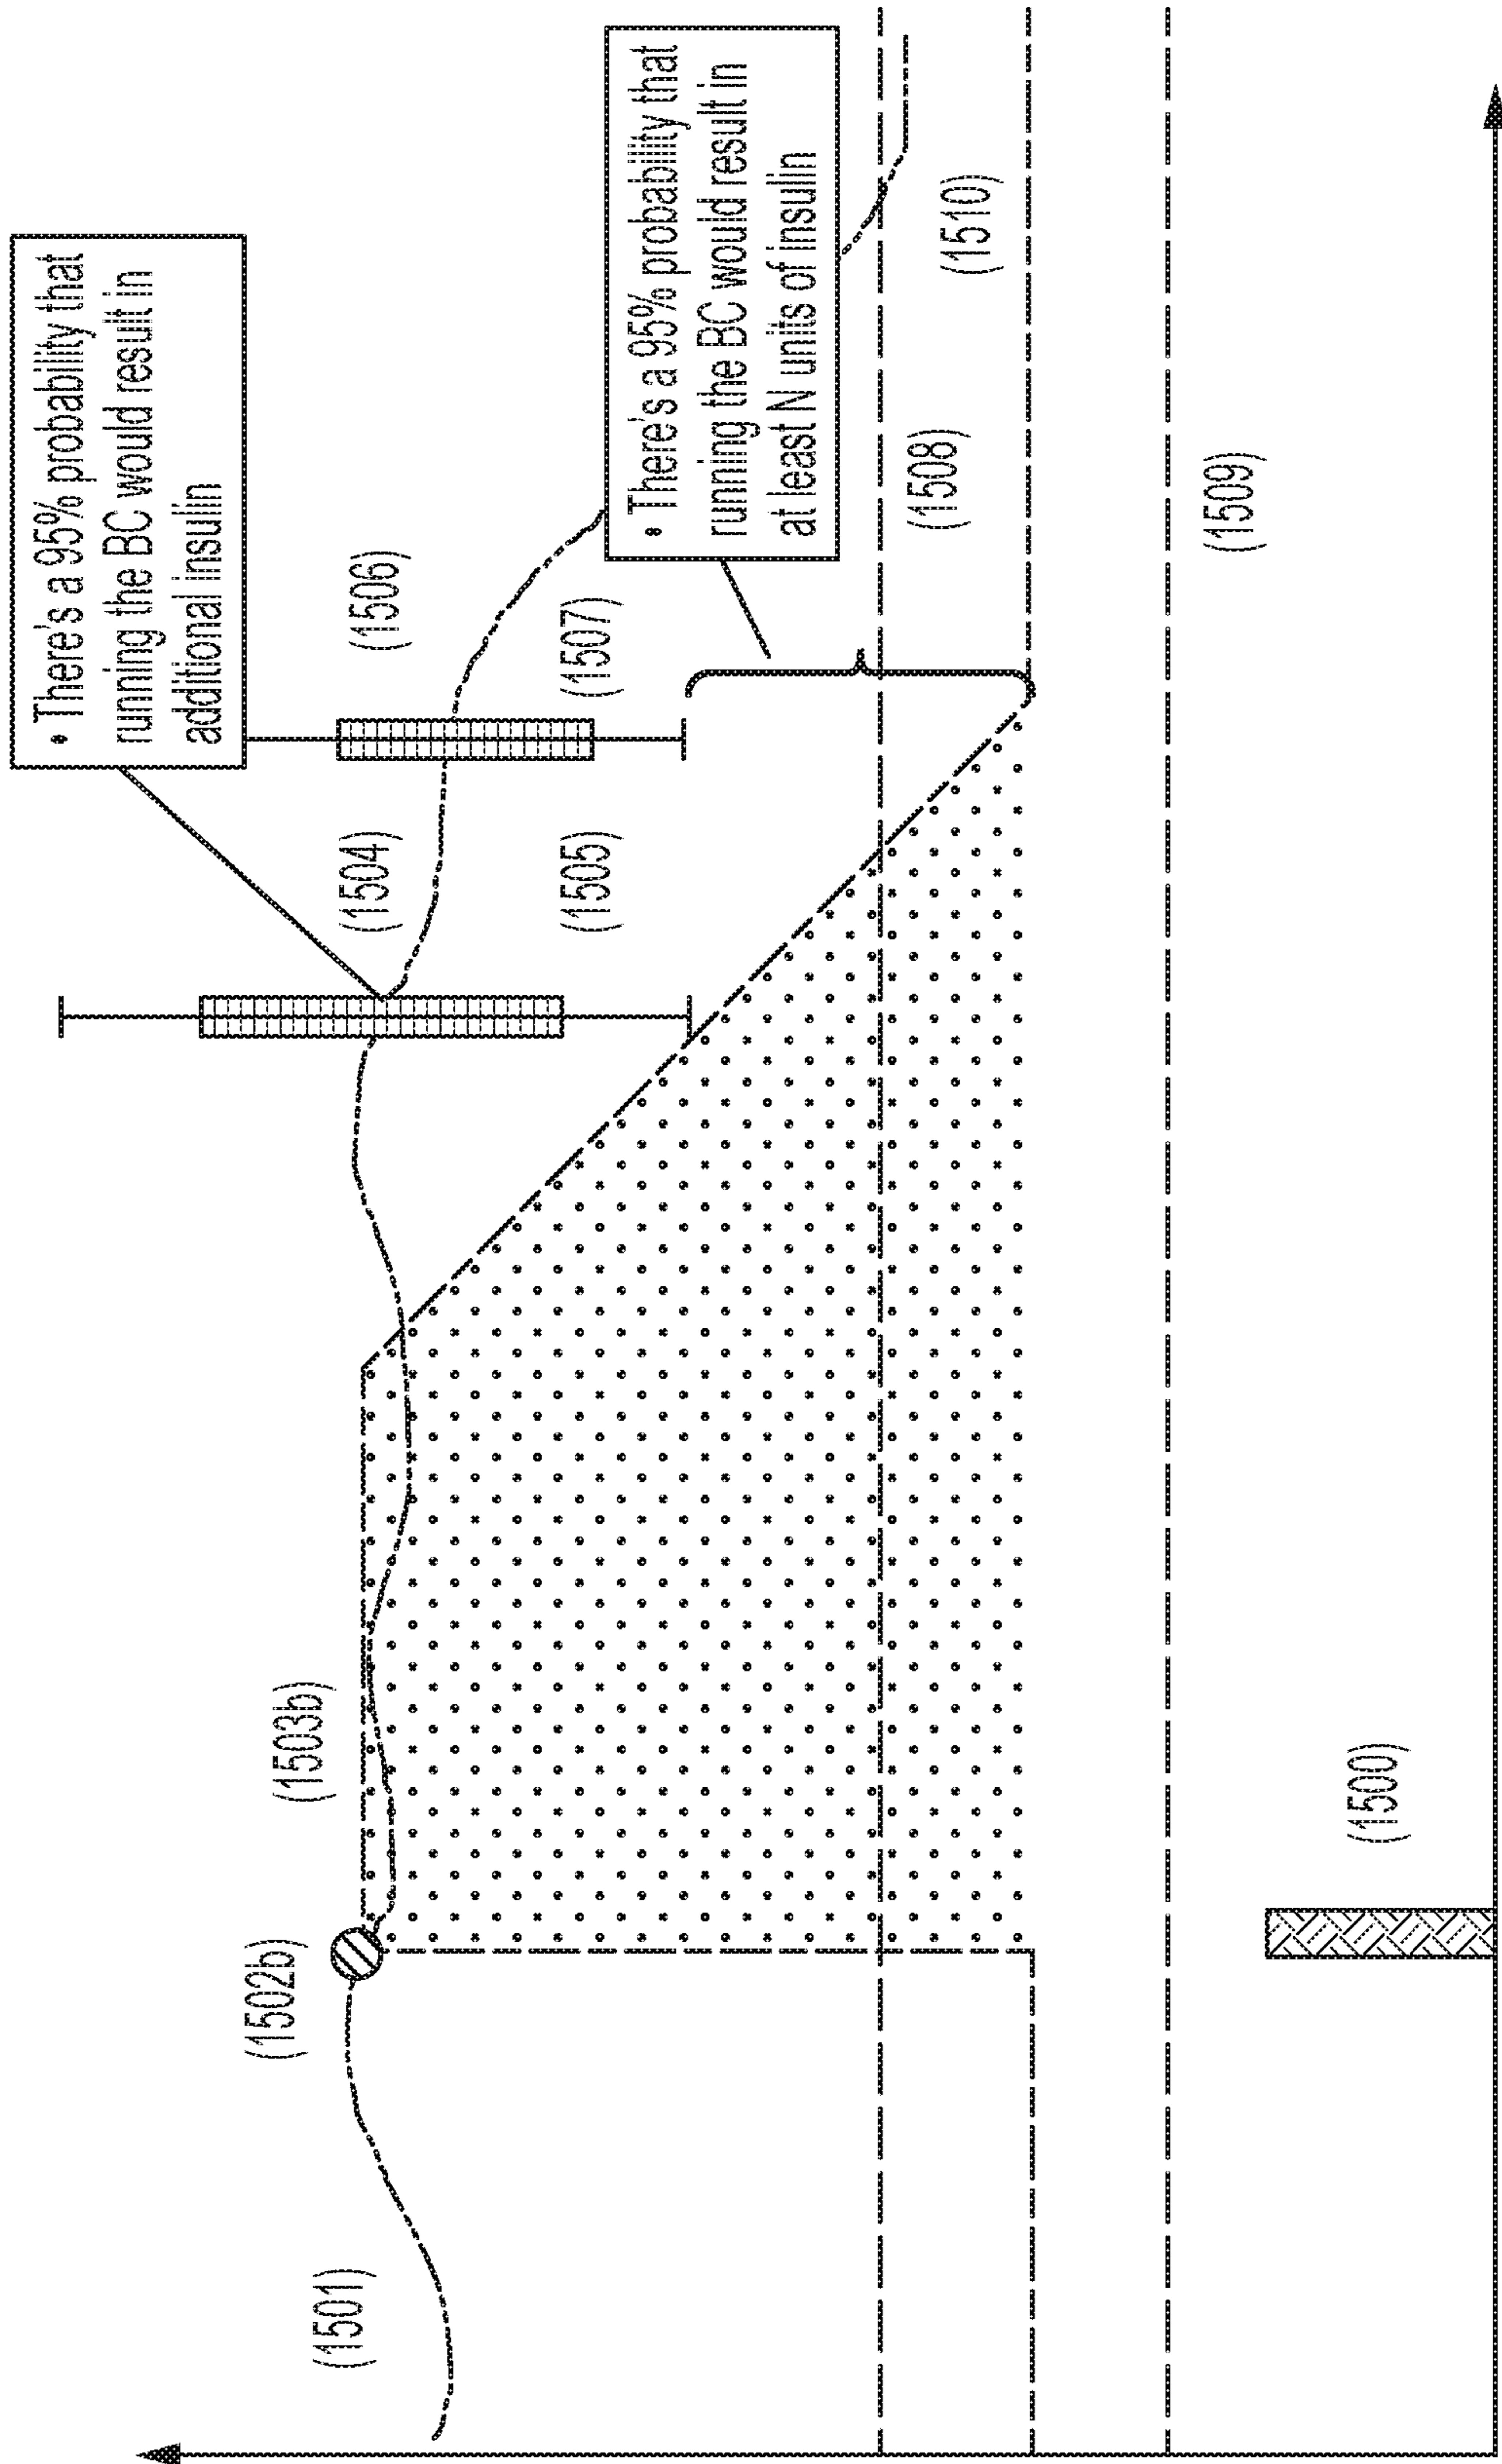 • There's a 95% probability that
running the BC would result in
additional insulin
• There's a 95% probability that
running the BC would result in
at least N units of insulin
(1501)
(1502b)
(1503b)
(1504)
(1506)
(1505)
(1507)
(1508)
(1510)
(1509)
(1500)